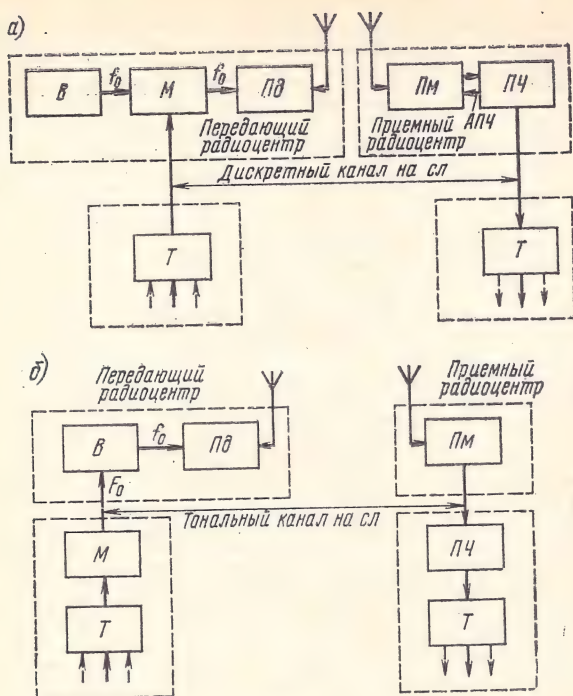 а)
В
f₀
М
f₀
Пд
Передающий
радиоцентр
Пм
ПЧ
АПЧ
Приемный
радиоцентр
Дискретный канал на сл
Т
Т
б)
Передающий
радиоцентр
В
f₀
Пд
F₀
Приемный
радиоцентр
Пм
Тональный канал на сл
М
Т
ПЧ
Т